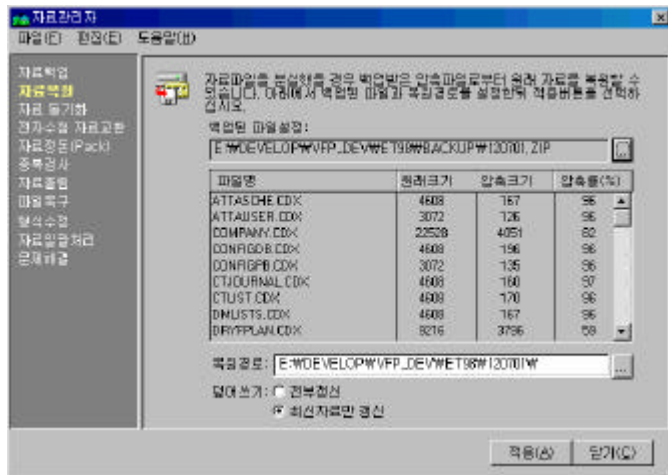 자료관리자
파일(F) 편집(E) 도움말(H)
자료백업
자료복원
자료 동기화
전자수첩 자료교환
자료정돈(Pack)
중복검사
자료올림
파일복구
형식수정
자료일괄처리
문제해결
자료파일을 분실했을 경우 백업받은 압축파일로부터 원래 자료를 복원할 수
있습니다. 아래에서 백업된 파일과 복원경로를 설정한뒤 적용버튼을 선택하
십시오.
백업된 파일설정:
E:₩DEVELOP₩VFP_DEV₩ET98₩BACKUP₩120701.ZIP
...
파일명 원래크기 압축크기 압축률(%)
ATTASCHE.CDX 4608 167 96
ATTAUSER.CDX 3072 126 96
COMPANY.CDX 22528 4051 82
CONFIGDB.CDX 4608 196 96
CONFIGPB.CDX 3072 135 96
CTJOURNAL.CDX 4608 160 97
CTLIST.CDX 4608 170 96
DMLISTS.CDX 4608 167 96
DRYFPLAN.CDX 9216 3796 59
복원경로: E:₩DEVELOP₩VFP_DEV₩ET98₩120701₩
...
덮어쓰기: 전부갱신
최신자료만 갱신
적용(A) 닫기(C)